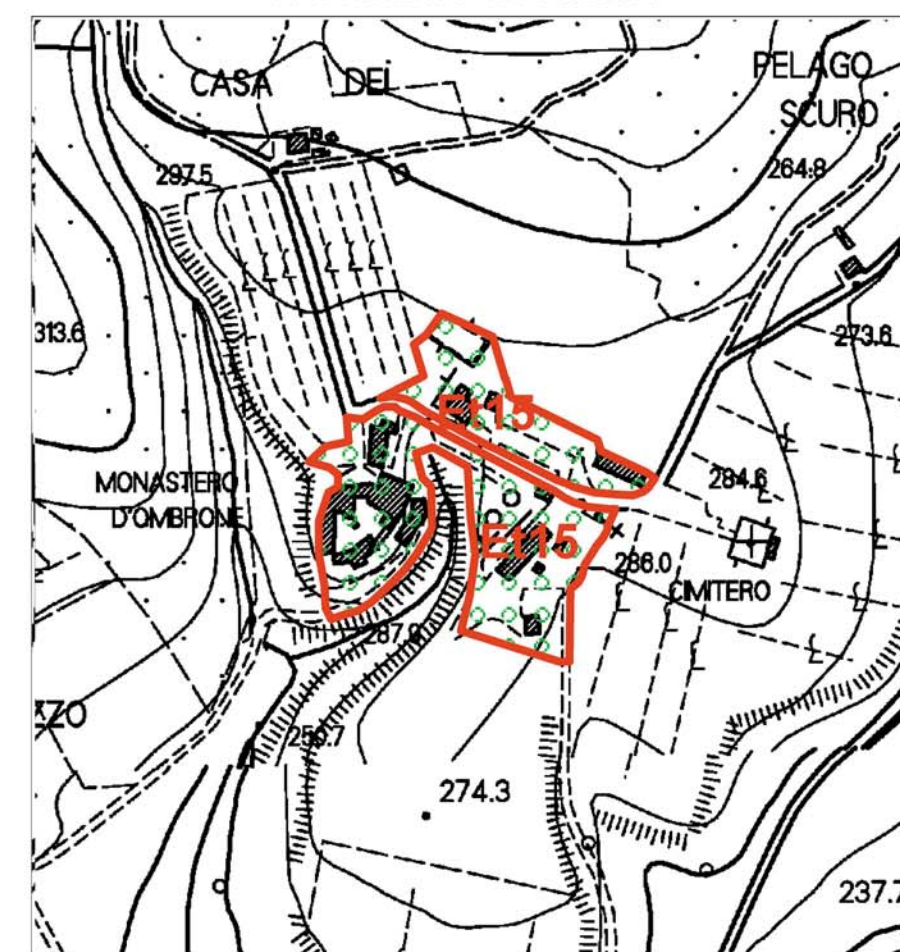 CASA DEL
PELAGO
SCURO
297.5
264.8
313.6
273.6
Et15
MONASTERO
D'OMBRONE
284.6
Et15
286.0
CIMITERO
287.9
ZZO
274.3
237.7